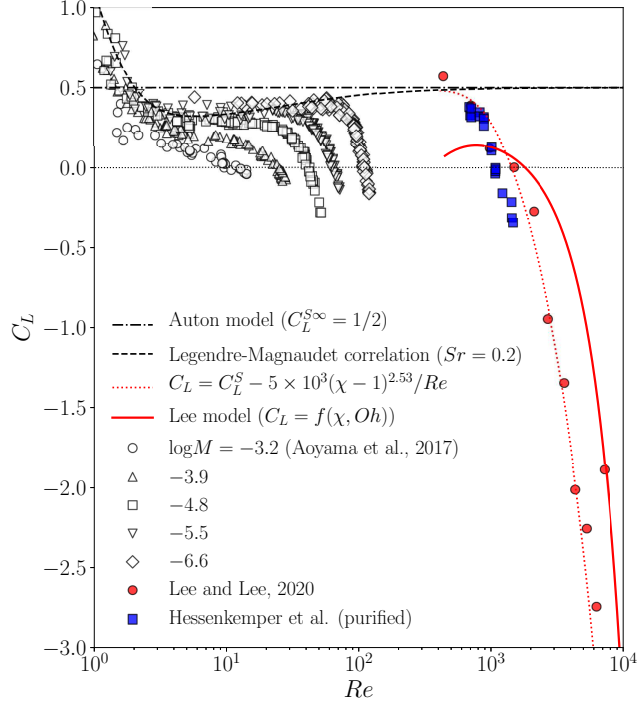 1.0
0.5
0.0
−0.5
−1.0
−1.5
−2.0
−2.5
−3.0
C_L
Auton model (C_L^{S∞} = 1/2)
Legendre-Magnaudet correlation (Sr = 0.2)
C_L = C_L^S − 5 × 10^3(χ − 1)^{2.53}/Re
Lee model (C_L = f(χ, Oh))
logM = −3.2 (Aoyama et al., 2017)
−3.9
−4.8
−5.5
−6.6
Lee and Lee, 2020
Hessenkemper et al. (purified)
10^0 10^1 10^2 10^3 10^4
Re